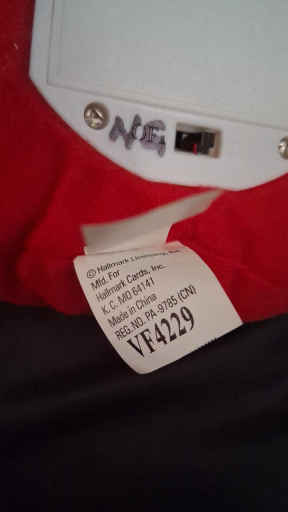 © Hallmark Licensing, Inc.
Mfd. For
Hallmark Cards, Inc.
K.C. MO 64141
Made in China
REG. NO. PA-9785 (CN)
VF4229